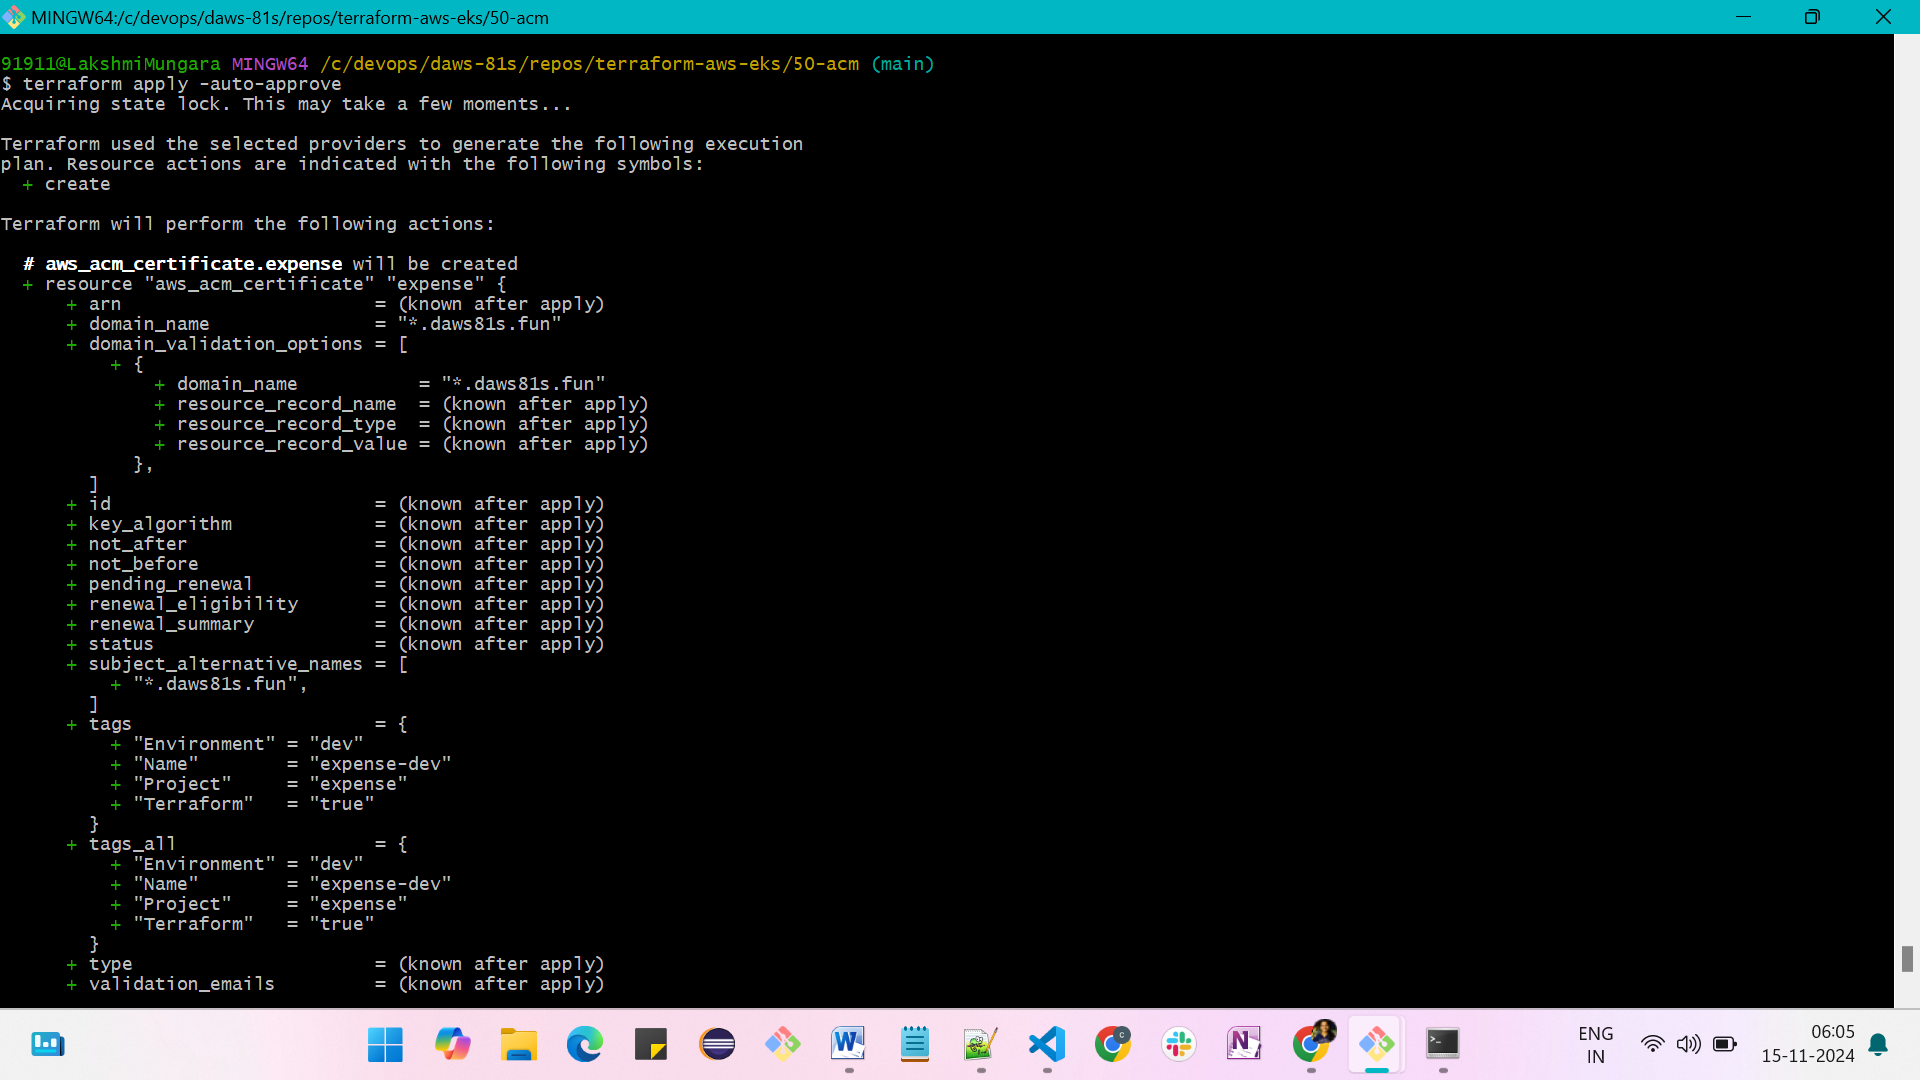 MINGW64:/c/devops/daws-81s/repos/terraform-aws-eks/50-acm
91911@LakshmiMungara MINGW64 /c/devops/daws-81s/repos/terraform-aws-eks/50-acm (main)
$ terraform apply -auto-approve
Acquiring state lock. This may take a few moments...
Terraform used the selected providers to generate the following execution
plan. Resource actions are indicated with the following symbols:
  + create
Terraform will perform the following actions:
  # aws_acm_certificate.expense will be created
  + resource "aws_acm_certificate" "expense" {
      + arn                       = (known after apply)
      + domain_name               = "*.daws81s.fun"
      + domain_validation_options = [
          + {
              + domain_name           = "*.daws81s.fun"
              + resource_record_name  = (known after apply)
              + resource_record_type  = (known after apply)
              + resource_record_value = (known after apply)
            },
        ]
      + id                        = (known after apply)
      + key_algorithm             = (known after apply)
      + not_after                 = (known after apply)
      + not_before                = (known after apply)
      + pending_renewal           = (known after apply)
      + renewal_eligibility       = (known after apply)
      + renewal_summary           = (known after apply)
      + status                    = (known after apply)
      + subject_alternative_names = [
          + "*.daws81s.fun",
        ]
      + tags                      = {
          + "Environment" = "dev"
          + "Name"        = "expense-dev"
          + "Project"     = "expense"
          + "Terraform"   = "true"
        }
      + tags_all                  = {
          + "Environment" = "dev"
          + "Name"        = "expense-dev"
          + "Project"     = "expense"
          + "Terraform"   = "true"
        }
      + type                      = (known after apply)
      + validation_emails         = (known after apply)
ENG
IN
06:05
15-11-2024